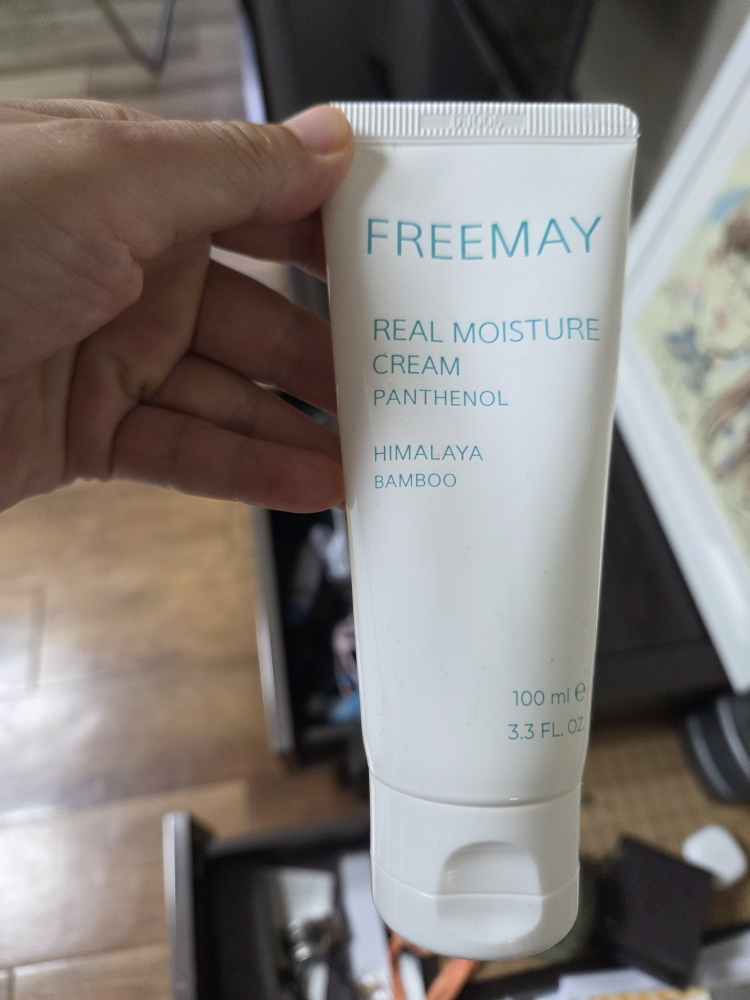 FREEMAY
REAL MOISTURE
CREAM
PANTHENOL
HIMALAYA
BAMBOO
100 ml ℮
3.3 FL. OZ.